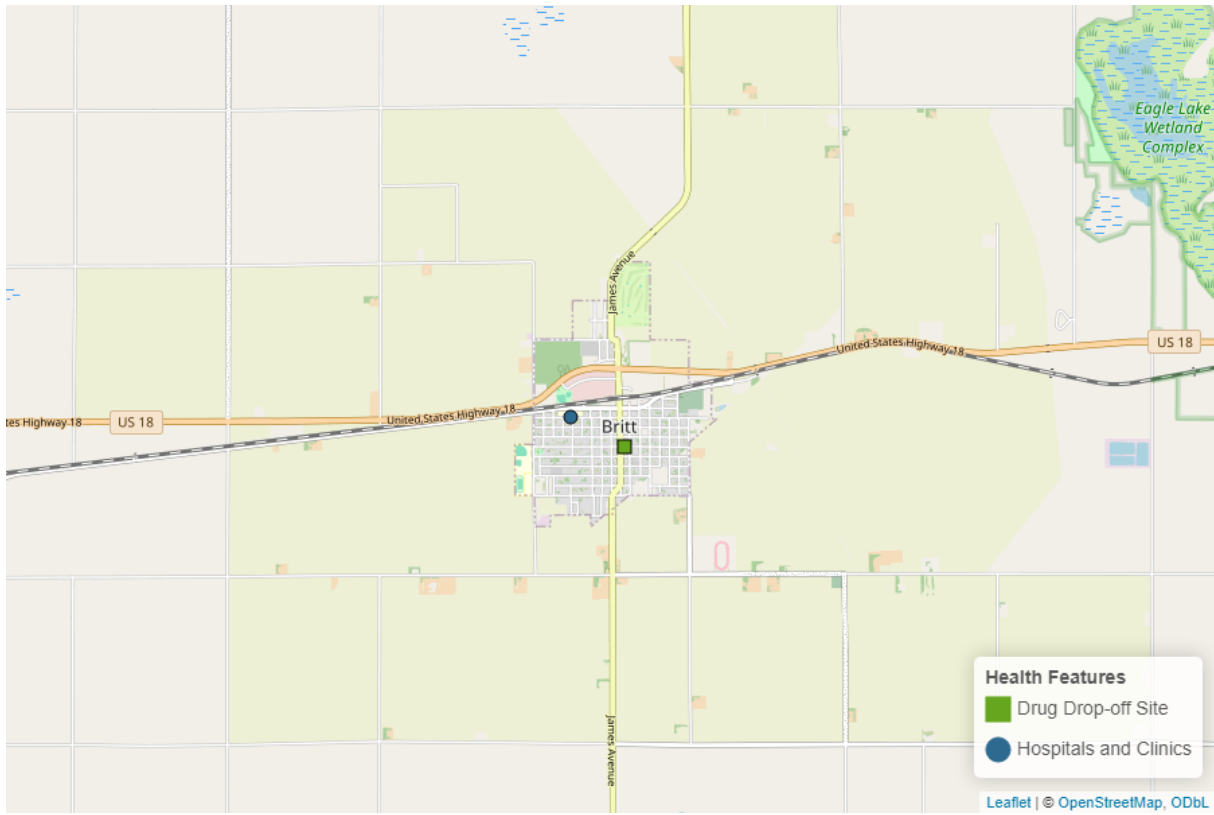 Eagle Lake
Wetland
Complex
James Avenue
United States Highway 18
US 18
tes Highway 18
US 18
United States Highway 18
Britt
James Avenue
Health Features
Drug Drop-off Site
Hospitals and Clinics
Leaflet | © OpenStreetMap, ODbL